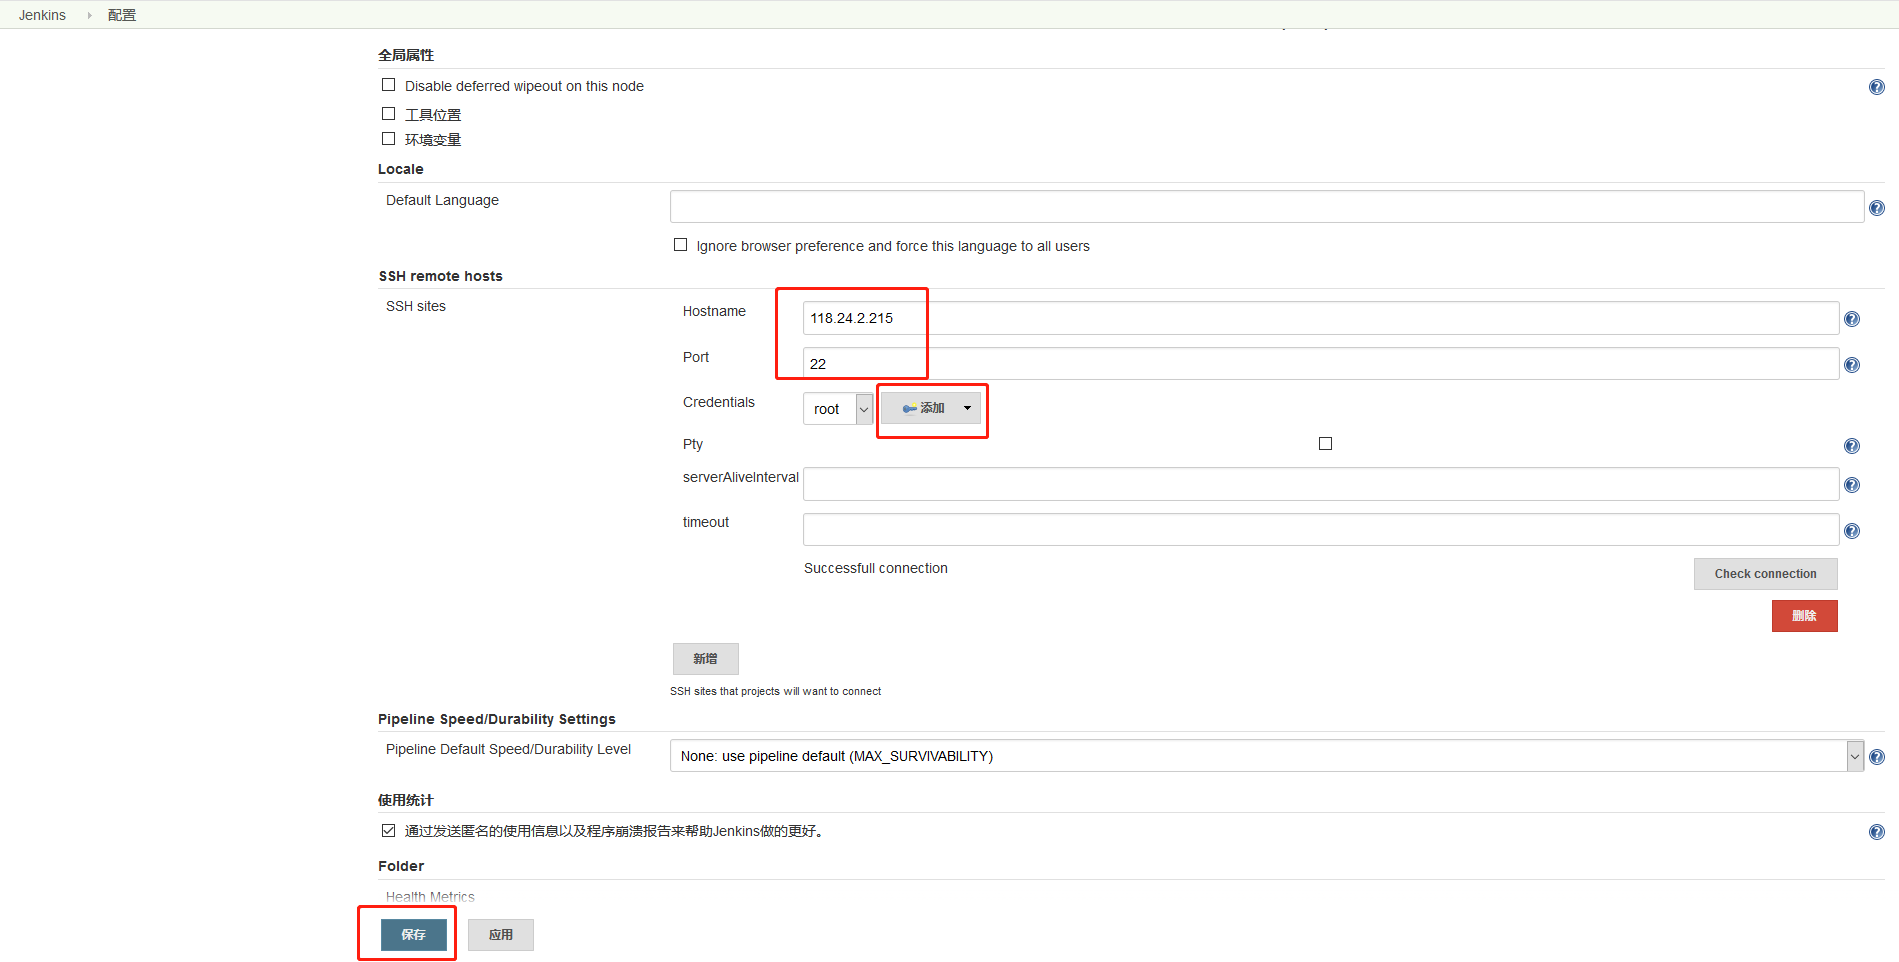 Jenkins 配置
全局属性
Disable deferred wipeout on this node
工具位置
环境变量
Locale
Default Language
Ignore browser preference and force this language to all users
SSH remote hosts
SSH sites
Hostname 118.24.2.215
Port 22
Credentials root 添加
Pty
serverAliveInterval
timeout
Successfull connection Check connection
删除
新增
SSH sites that projects will want to connect
Pipeline Speed/Durability Settings
Pipeline Default Speed/Durability Level None: use pipeline default (MAX_SURVIVABILITY)
使用统计
通过发送匿名的使用信息以及程序崩溃报告来帮助Jenkins做的更好。
Folder
Health Metrics
保存 应用